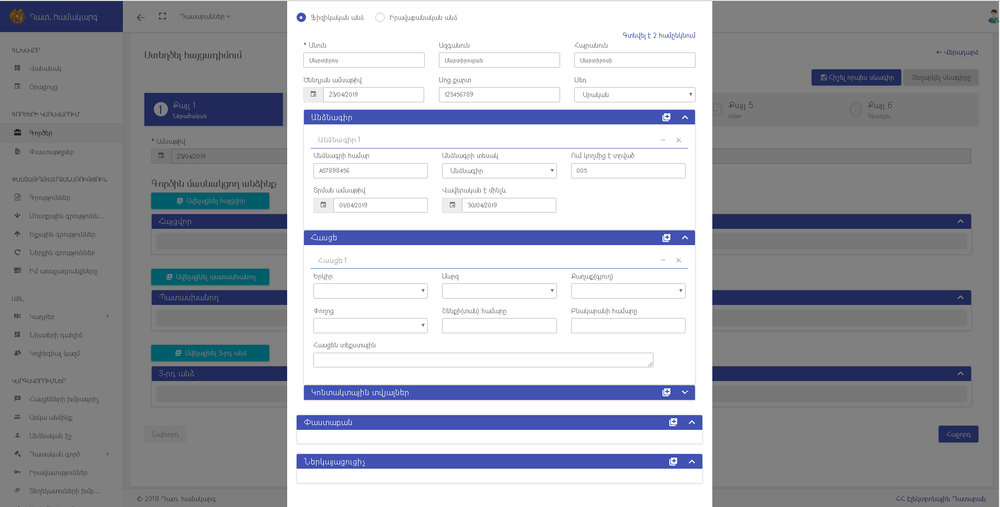 Դատ. համակարգ
Դատարաններ
ԳԼԽԱՎՈՐ
Վահանակ
Օրացույց
ԳՈՐԾԵՐԻ ԿԱՌԱՎԱՐՈՒՄ
Գործեր
Փաստաթղթեր
ՓԱՍՏԱԹՂԹԱՇՐՋԱՆԱՌՈՒԹՅՈՒՆ
Գրություններ
Մուտքային գրությունն...
Ելքային գրություններ
Ներքին գրություններ
Իմ առաջադրանքները
ԱՅԼ
Կադրեր
Նիստերի դահլիճ
Կոլիեգիալ կազմ
ԿԱՐԳԱՎՈՐՈՒՄՆԵՐ
Հասցեների խմբագրիչ
Առկա անձինք
Անձնական էջ
Դատական գործ
Իրավասություններ
Տեղեկատուների խմբ...
Ստեղծել հայցադիմում
← Վերադարձ
Հիշել որպես սևագիր
Չեղարկել սևագիրը
1 Քայլ 1
Ներածական
5 Քայլ 5
other
6 Քայլ 6
Գրանցել
* Ամսաթիվ
23/04/2019
Գործին մասնակցող անձինք
Ավելացնել հայցվոր
Հայցվոր
Ավելացնել պատասխանող
Պատասխանող
Ավելացնել 3-րդ անձ
3-րդ անձ
Նախորդ
Հաջորդ
© 2018 Դատ. համակարգ
<< Էլեկտրոնային Դատարան
Ֆիզիկական անձ
Իրավաբանական անձ
Գտնվել է 2 համընկնում
* Անուն
Ազգանուն
Հայրանուն
Մարտիրոս
Մարտիրոսյան
Մարտիրոսի
Ծննդյան ամսաթիվ
Սոց.քարտ
Սեռ
23/04/2019
123456789
Արական
Անձնագիր
Անձնագիր 1
Անձնագրի համար
Անձնագրի տեսակ
Ում կողմից է տրված
AS7898456
Անձնագիր
005
Տրման ամսաթիվ
Վավերական է մինչև
01/04/2019
30/04/2019
Հասցե
Հասցե 1
Երկիր
Մարզ
Քաղաք(գյուղ)
Փողոց
Շենքի(տան) համարը
Բնակարանի համարը
Հասցեն տեքստային
Կոնտակտային տվյալներ
Փաստաբան
Ներկայացուցիչ